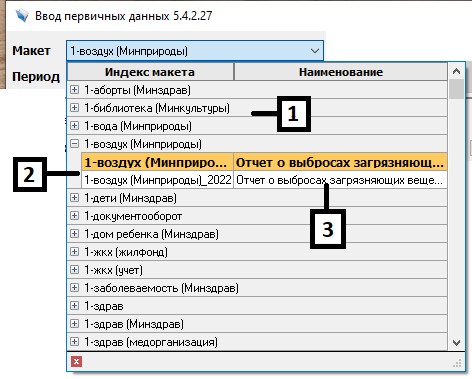 Ввод первичных данных 5.4.2.27
Макет 1-воздух (Минприроды)
Период
Индекс макета Наименование
1-аборты (Минздрав)
1-библиотека (Минкультуры) 1
1-вода (Минприроды)
1-воздух (Минприроды)
1-воздух (Минприро... Отчет о выбросах загрязняющ...
2 1-воздух (Минприроды)_2022 Отчет о выбросах загрязняющих веще...
1-дети (Минздрав)
1-документооборот
1-дом ребенка (Минздрав) 3
1-жкх (жилфонд)
1-жкх (учет)
1-заболеваемость (Минздрав)
1-здрав
1-здрав (Минздрав)
1-здрав (медорганизация)